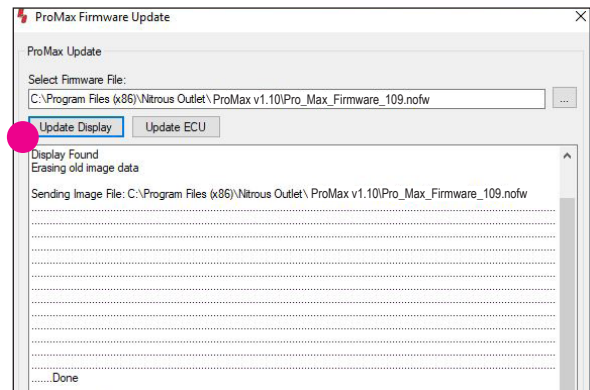 ProMax Firmware Update
ProMax Update
Select Firmware File:
C:\Program Files (x86)\Nitrous Outlet\ ProMax v1.10\Pro_Max_Firmware_109.nofw
...
Update Display Update ECU
Display Found
Erasing old image data
Sending Image File: C:\Program Files (x86)\Nitrous Outlet\ ProMax v1.10\Pro_Max_Firmware_109.nofw
......Done